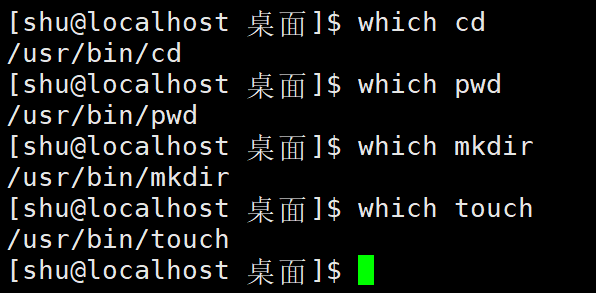 [shu@localhost 桌面]$ which cd
/usr/bin/cd
[shu@localhost 桌面]$ which pwd
/usr/bin/pwd
[shu@localhost 桌面]$ which mkdir
/usr/bin/mkdir
[shu@localhost 桌面]$ which touch
/usr/bin/touch
[shu@localhost 桌面]$